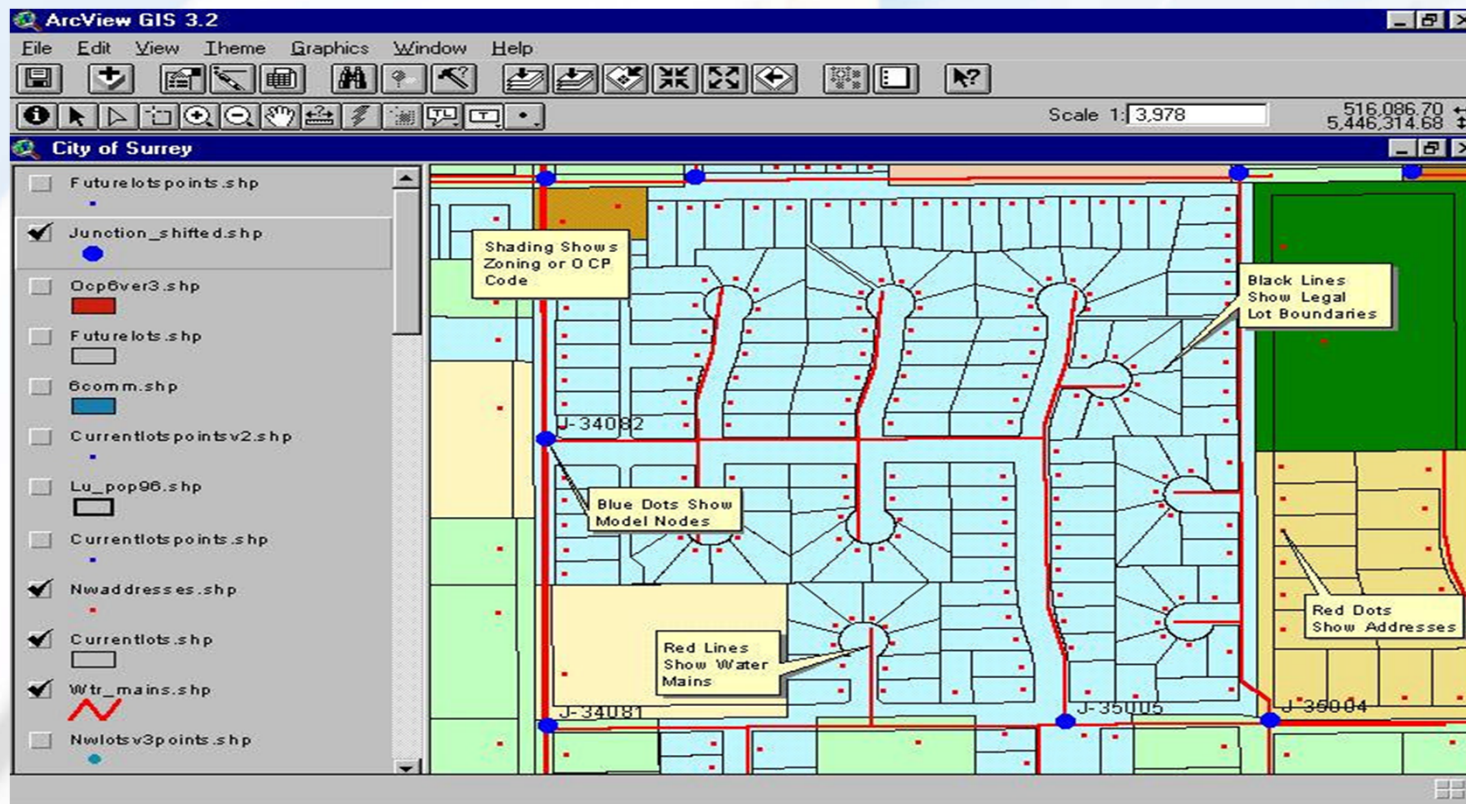 ArcView GIS 3.2
File Edit View Theme Graphics Window Help
Scale 1: 3,978
516,086.70
5,446,314.68
City of Surrey
Futurelotspoints.shp
Junction_shifted.shp
Ocp6ver3.shp
Futurelots.shp
6comm.shp
Currentlotspointsv2.shp
Lu_pop96.shp
Currentlotspoints.shp
Nwaddresses.shp
Currentlots.shp
Wtr_mains.shp
Nwlotsv3points.shp
Shading Shows
Zoning or OCP
Code
Black Lines
Show Legal
Lot Boundaries
J-34082
Blue Dots Show
Model Nodes
Red Dots
Show Addresses
Red Lines
Show Water
Mains
J-34081
J-35005
J-35004